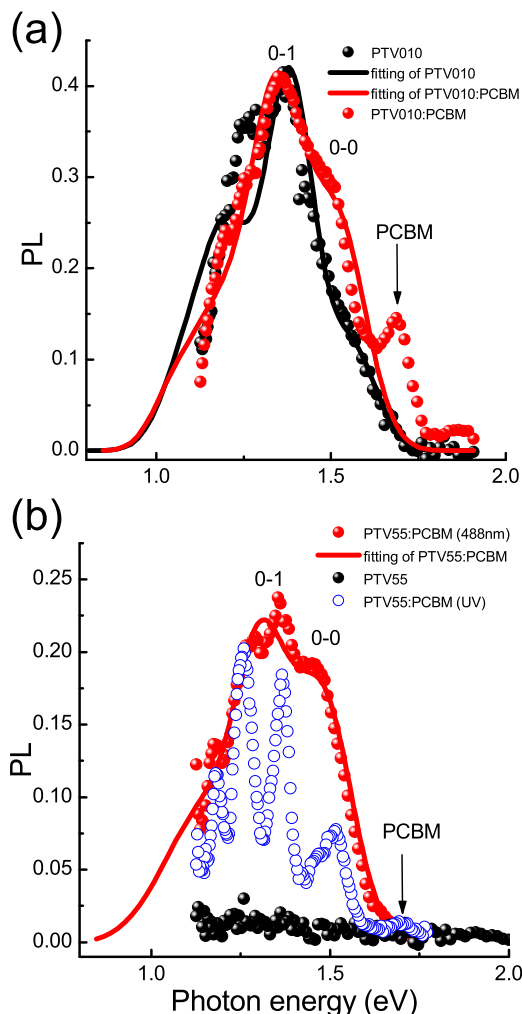 (a)
0-1
PTV010
fitting of PTV010
fitting of PTV010:PCBM
PTV010:PCBM
0-0
PCBM
PL
0.4
0.3
0.2
0.1
0.0
1.0
1.5
2.0
(b)
PTV55:PCBM (488nm)
fitting of PTV55:PCBM
PTV55
PTV55:PCBM (UV)
0-1
0-0
PCBM
PL
0.25
0.20
0.15
0.10
0.05
0.00
1.0
1.5
2.0
Photon energy (eV)